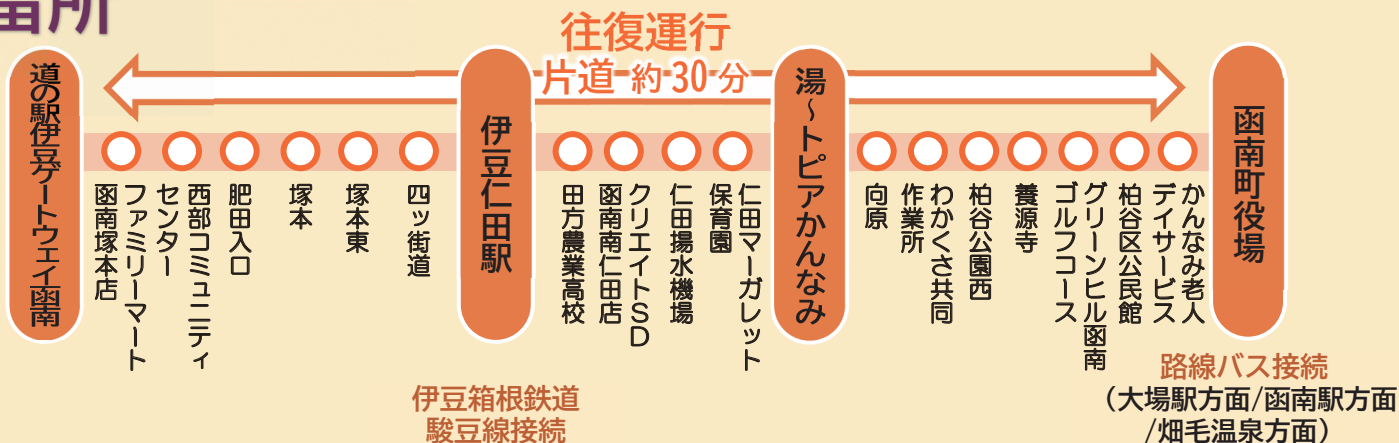 留所
往復運行
片道 約30分
道の駅伊豆ゲートウェイ函南
ファミリーマート
函南塚本店
西部コミュニティ
センター
肥田入口
塚本
塚本東
四ッ街道
伊豆仁田駅
田方農業高校
クリエイトSD
函南南仁田店
仁田揚水機場
仁田マーガレット
保育園
湯〜トピアかんなみ
向原
わかくさ共同
作業所
柏谷公園西
養源寺
グリーンヒル函南
ゴルフコース
柏谷区公民館
かんなみ老人
デイサービス
函南町役場
伊豆箱根鉄道
駿豆線接続
路線バス接続
(大場駅方面/函南駅方面
/畑毛温泉方面)